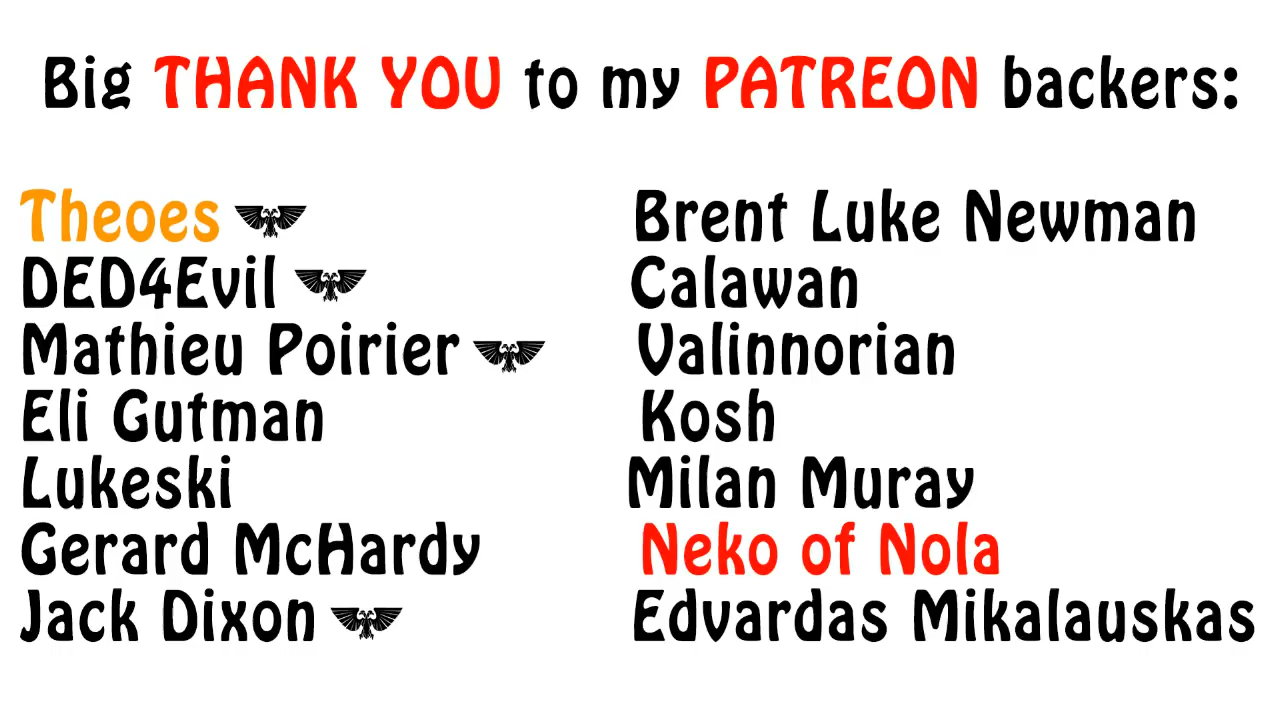 Big THANK YOU to my PATREON backers:
Theoes
DED4Evil
Mathieu Poirier
Eli Gutman
Lukeski
Gerard McHardy
Jack Dixon
Brent Luke Newman
Calawan
Valinnorian
Kosh
Milan Muray
Neko of Nola
Edvardas Mikalauskas